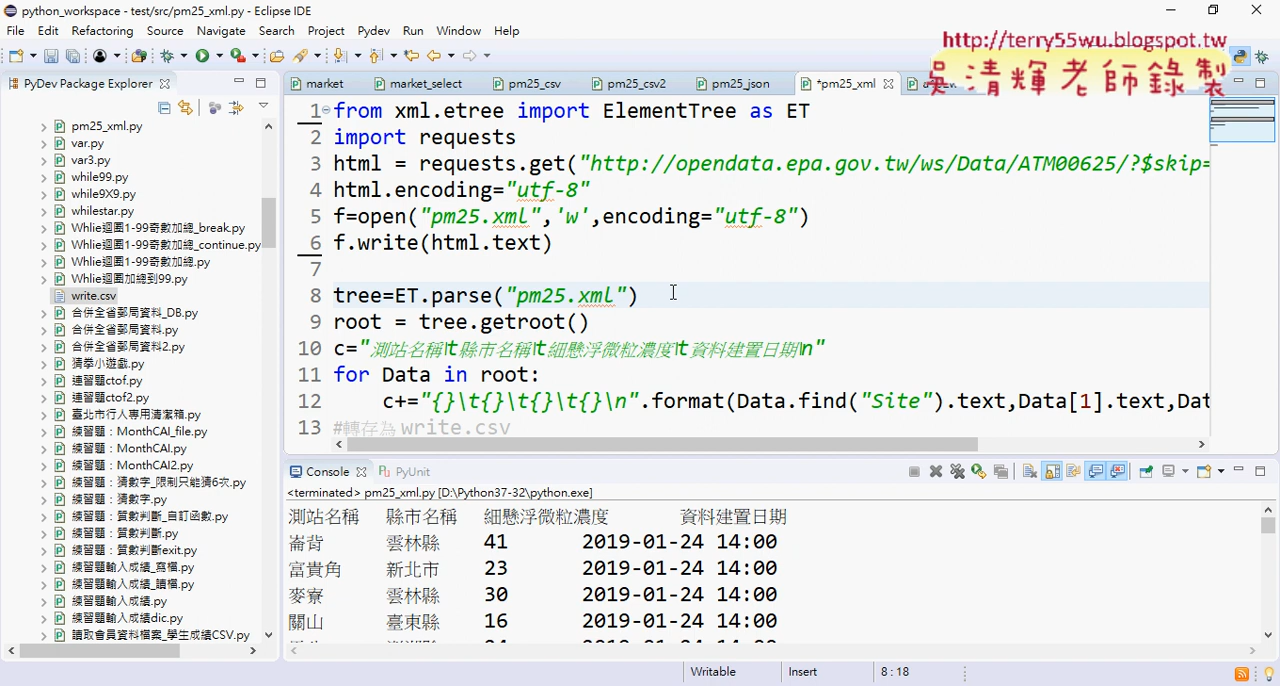 python_workspace - test/src/pm25_xml.py - Eclipse IDE
File Edit Refactoring Source Navigate Search Project Pydev Run Window Help
http://terry55wu.blogspot.tw
吳清輝老師錄製
PyDev Package Explorer
market
market_select
pm25_csv
pm25_csv2
pm25_json
*pm25_xml
pm25_xml.py
var.py
var3.py
while99.py
while9X9.py
whilestar.py
Whlie迴圈1-99奇數加總_break.py
Whlie迴圈1-99奇數加總_continue.py
Whlie迴圈1-99奇數加總.py
Whlie迴圈加總到99.py
write.csv
合併全省郵局資料_DB.py
合併全省郵局資料.py
合併全省郵局資料2.py
猜拳小遊戲.py
連習題ctof.py
連習題ctof2.py
臺北市行人專用清潔箱.py
練習題：MonthCAI_file.py
練習題：MonthCAI.py
練習題：MonthCAI2.py
練習題：猜數字_限制只能猜6次.py
練習題：猜數字.py
練習題：質數判斷_自訂函數.py
練習題：質數判斷.py
練習題：質數判斷exit.py
練習題輸入成績_寫檔.py
練習題輸入成績_讀檔.py
練習題輸入成績.py
練習題輸入成績dic.py
讀取會員資料檔案_學生成績CSV.py
1 from xml.etree import ElementTree as ET
2 import requests
3 html = requests.get("http://opendata.epa.gov.tw/ws/Data/ATM00625/?$skip=
4 html.encoding="utf-8"
5 f=open("pm25.xml",'w',encoding="utf-8")
6 f.write(html.text)
7
8 tree=ET.parse("pm25.xml")
9 root = tree.getroot()
10 c="測站名稱\t縣市名稱\t細懸浮微粒濃度\t資料建置日期\n"
11 for Data in root:
12 c+="{}\t{}\t{}\t{}\n".format(Data.find("Site").text,Data[1].text,Dat
13 #轉存為write.csv
Console PyUnit
<terminated> pm25_xml.py [D:\Python37-32\python.exe]
測站名稱 縣市名稱 細懸浮微粒濃度 資料建置日期
崙背 雲林縣 41 2019-01-24 14:00
富貴角 新北市 23 2019-01-24 14:00
麥寮 雲林縣 30 2019-01-24 14:00
關山 臺東縣 16 2019-01-24 14:00
Writable Insert 8 : 18